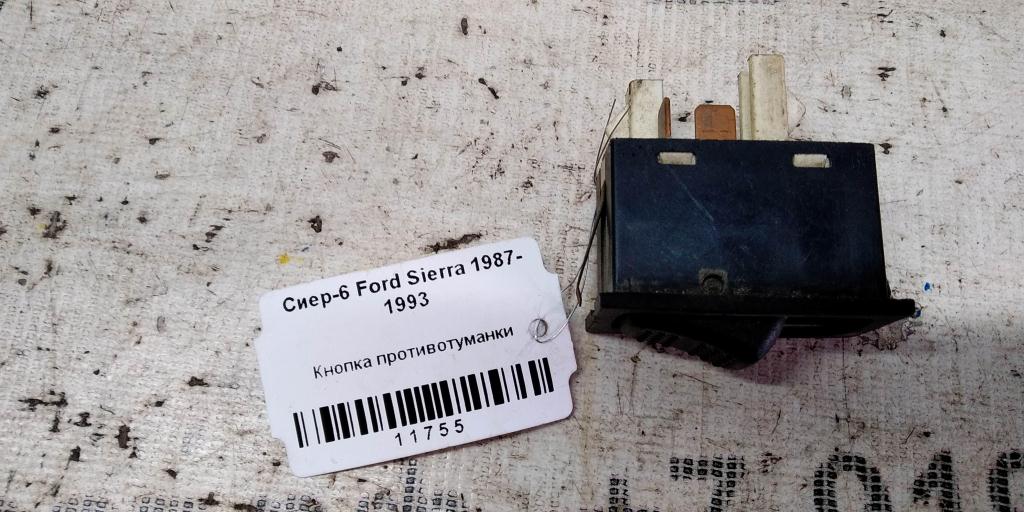 Сиер-6 Ford Sierra 1987-
1993
Кнопка противотуманки
11755